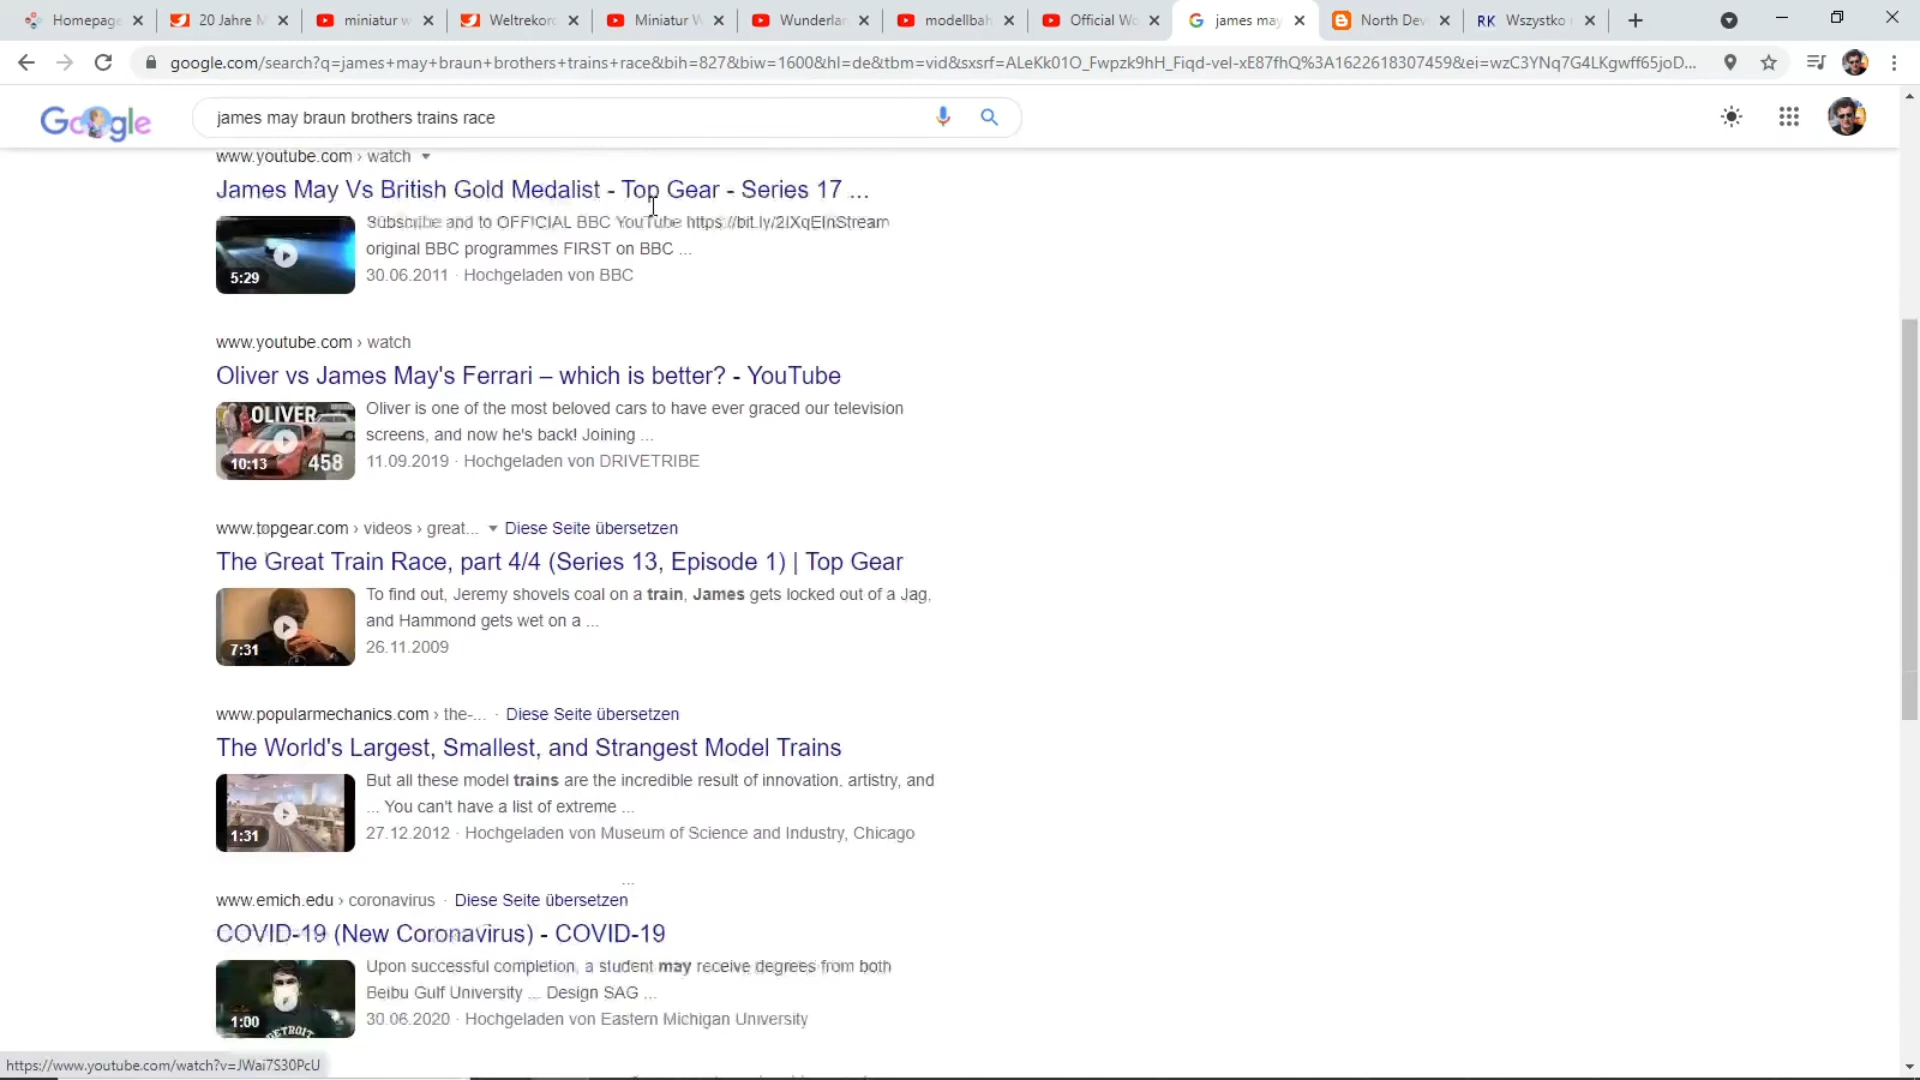 Homepage
20 Jahre M
miniatur w
Weltrekor
Miniatur W
Wunderla
modellbah
Official Wo
james may
North Dev
RK Wszystko
google.com/search?q=james+may+braun+brothers+trains+race&bih=827&biw=1600&hl=de&tbm=vid&sxsrf=ALeKk01O_Fwpzk9hH_Fiqd-vel-xE87fhQ%3A1622618307459&ei=wzC3YNq7G4LKgwff65joD...
Google
james may braun brothers trains race
www.youtube.com › watch
James May Vs British Gold Medalist - Top Gear - Series 17 ...
Subscribe and to OFFICIAL BBC YouTube
original BBC programmes FIRST on BBC ...
5:29
30.06.2011 · Hochgeladen von BBC
www.youtube.com › watch
Oliver vs James May's Ferrari – which is better? - YouTube
OLIVER
Oliver is one of the most beloved cars to have ever graced our television
screens, and now he's back! Joining ...
10:13
458
11.09.2019 · Hochgeladen von DRIVETRIBE
www.topgear.com › videos › great... Diese Seite übersetzen
The Great Train Race, part 4/4 (Series 13, Episode 1) | Top Gear
To find out, Jeremy shovels coal on a train, James gets locked out of a Jag,
and Hammond gets wet on a ...
7:31
26.11.2009
www.popularmechanics.com › the-... · Diese Seite übersetzen
The World's Largest, Smallest, and Strangest Model Trains
But all these model trains are the incredible result of innovation, artistry, and
... You can't have a list of extreme ...
1:31
27.12.2012 · Hochgeladen von Museum of Science and Industry, Chicago
...
www.emich.edu › coronavirus · Diese Seite übersetzen
COVID-19 (New Coronavirus) - COVID-19
Upon successful completion, a student may receive degrees from both
Beibu Gulf University ... Design SAG ...
1:00
DETROIT
30.06.2020 · Hochgeladen von Eastern Michigan University
https://www.youtube.com/watch?v=JWai7S30PcU